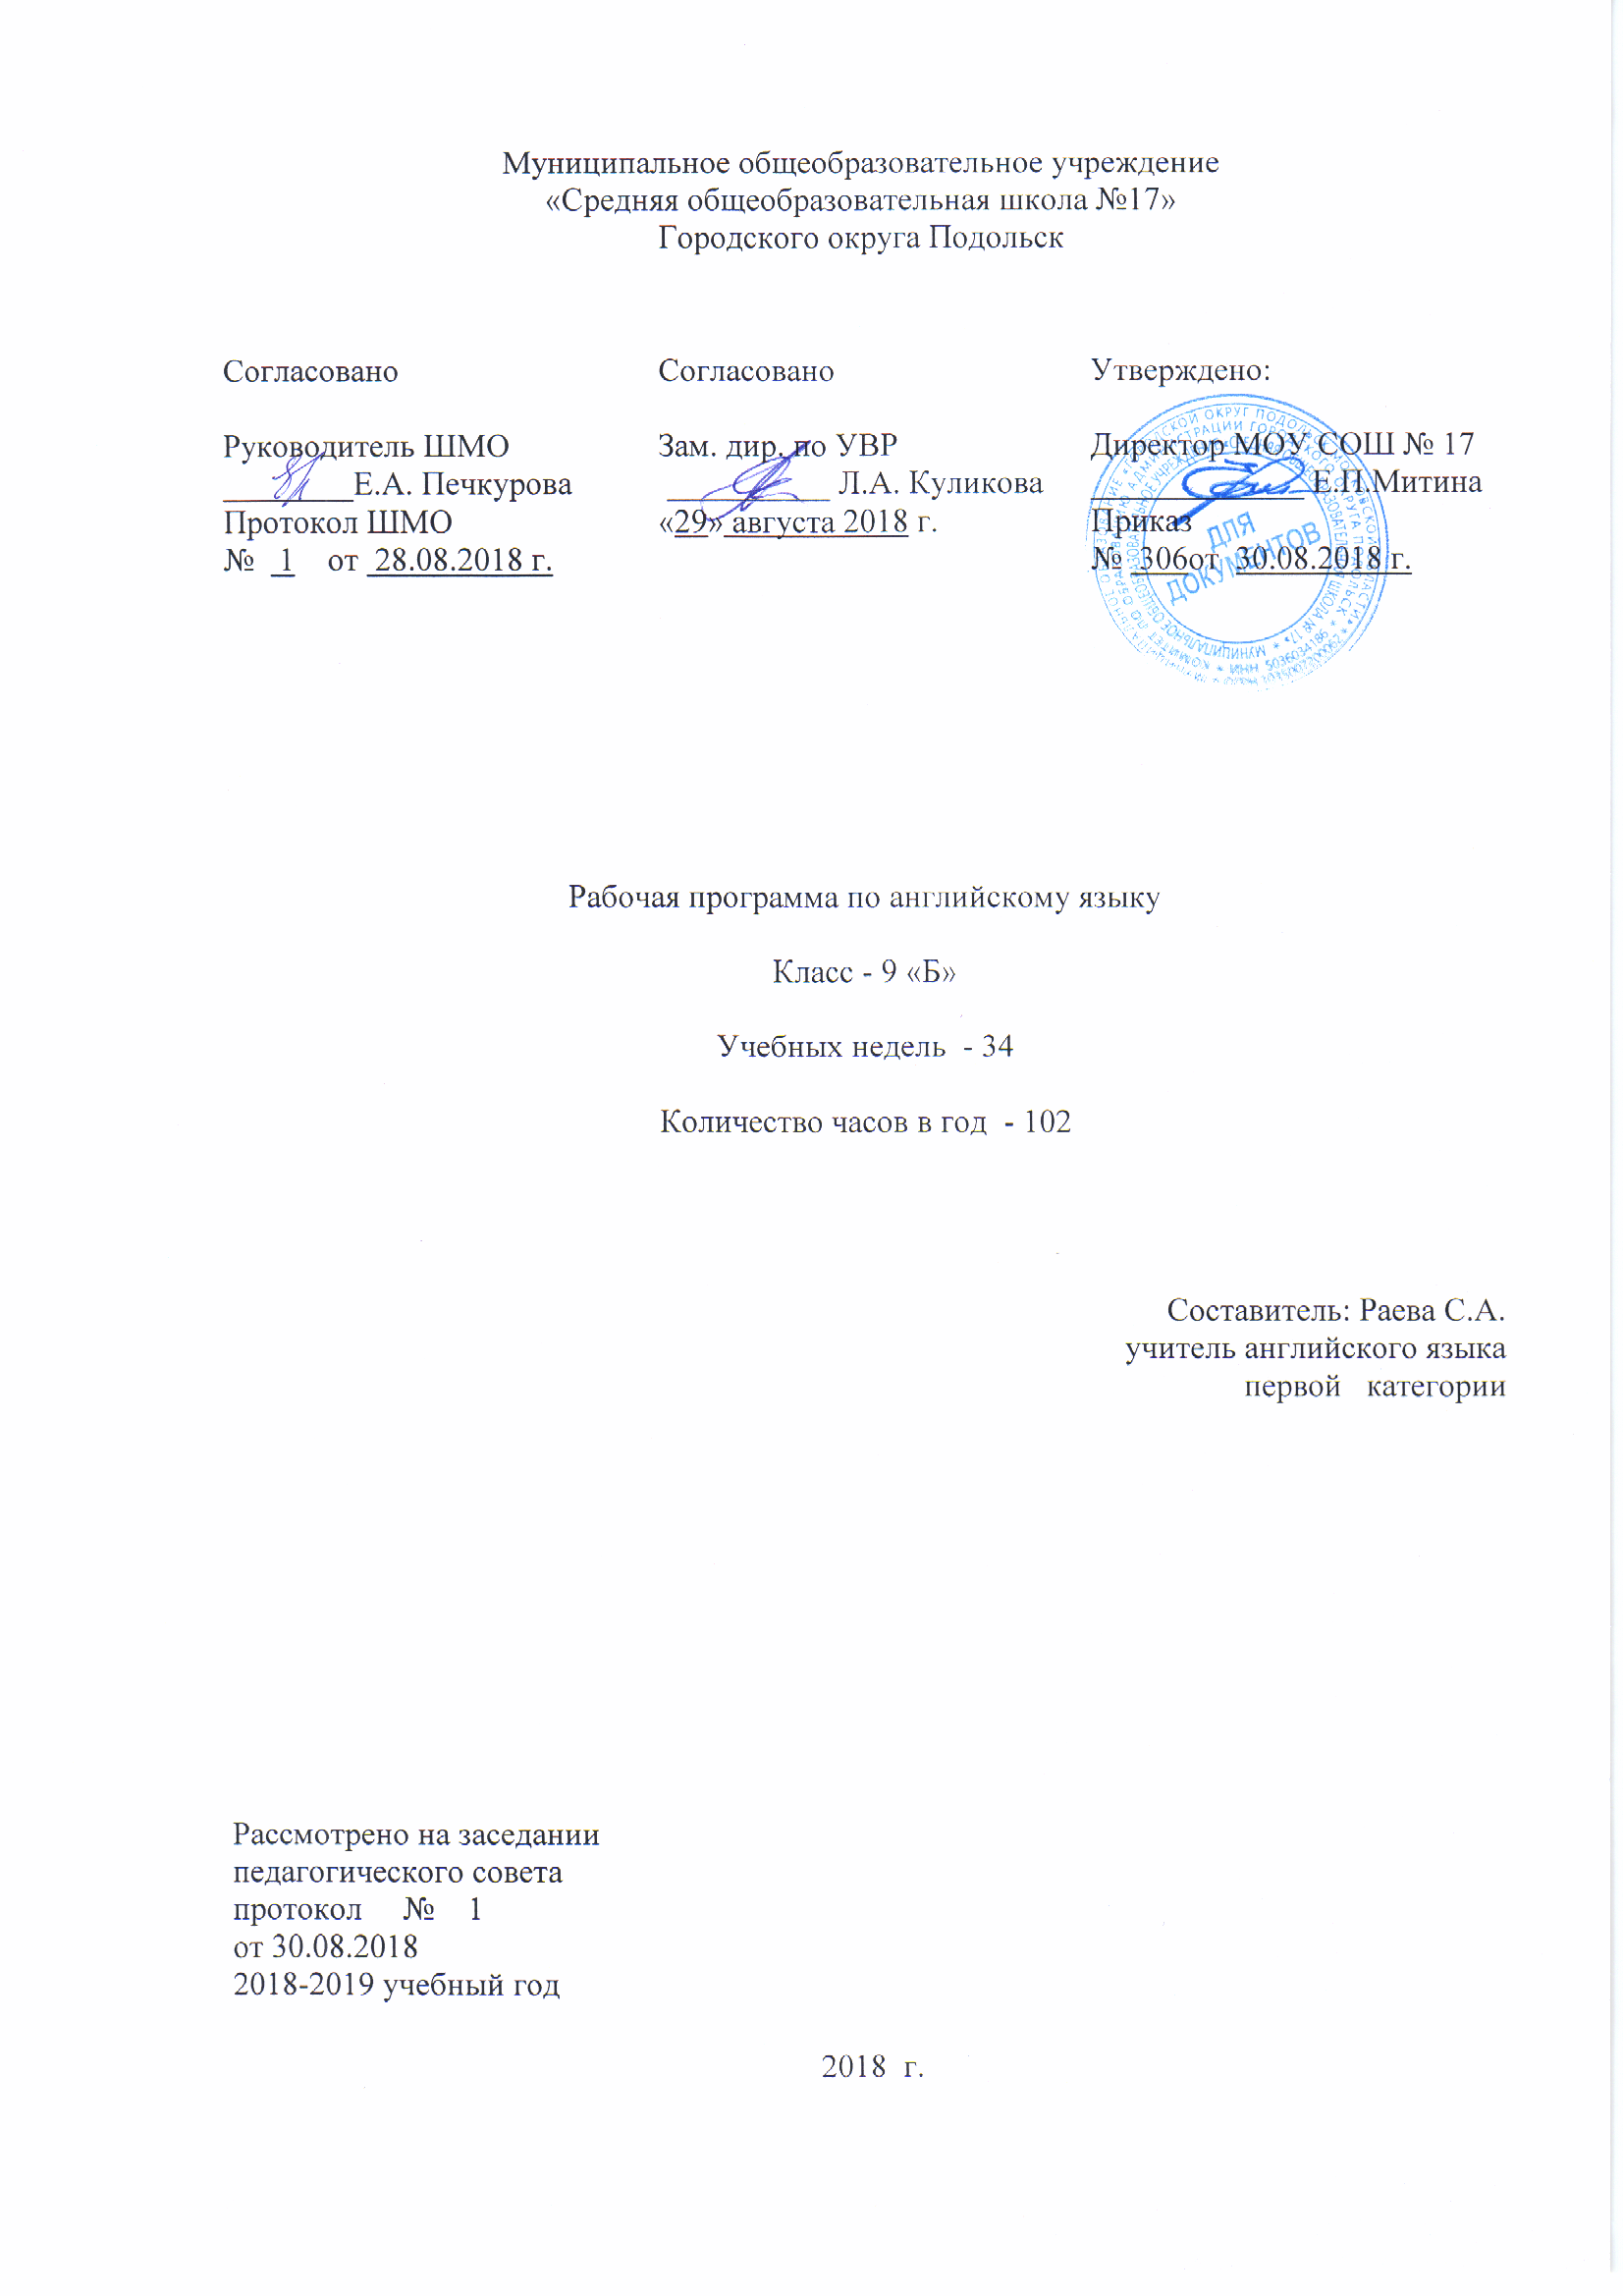 Муниципальное общеобразовательное учреждение
«Средняя общеобразовательная школа №17»
Городского округа Подольск
Согласовано
Руководитель ШМО
________Е.А. Печкурова
Протокол ШМО
№ 1 от 28.08.2018 г.
Согласовано
Зам. дир. по УВР
__________ Л.А. Куликова
«29» августа 2018 г.
Утверждено:
Директор МОУ СОШ № 17
_____________ Е.П.Митина
Приказ
№ 306от 30.08.2018 г.
ДЛЯ
ДОКУМЕНТОВ
Рабочая программа по английскому языку
Класс - 9 «Б»
Учебных недель - 34
Количество часов в год - 102
Составитель: Раева С.А.
учитель английского языка
первой категории
Рассмотрено на заседании
педагогического совета
протокол № 1
от 30.08.2018
2018-2019 учебный год
2018 г.